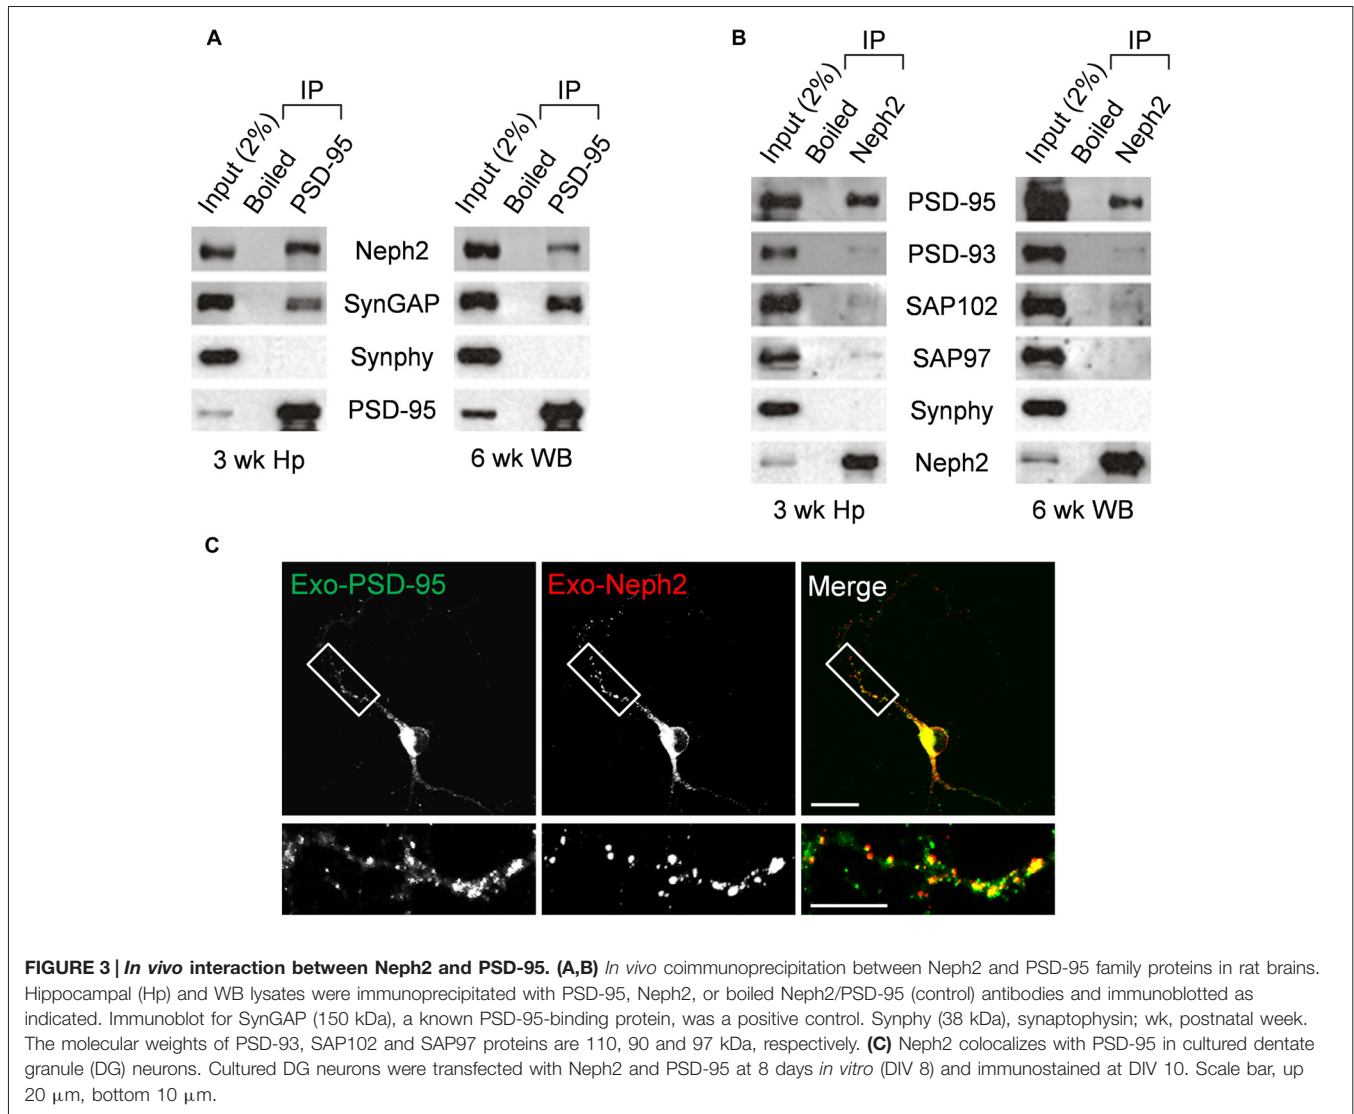 A
IP
Input (2%)
Boiled
PSD-95
IP
Input (2%)
Boiled
PSD-95
Neph2
SynGAP
Synphy
PSD-95
3 wk Hp
6 wk WB
B
IP
Input (2%)
Boiled
Neph2
IP
Input (2%)
Boiled
Neph2
PSD-95
PSD-93
SAP102
SAP97
Synphy
Neph2
3 wk Hp
6 wk WB
C
Exo-PSD-95
Exo-Neph2
Merge
FIGURE 3 | In vivo interaction between Neph2 and PSD-95. (A,B) In vivo coimmunoprecipitation between Neph2 and PSD-95 family proteins in rat brains.
Hippocampal (Hp) and WB lysates were immunoprecipitated with PSD-95, Neph2, or boiled Neph2/PSD-95 (control) antibodies and immunoblotted as
indicated. Immunoblot for SynGAP (150 kDa), a known PSD-95-binding protein, was a positive control. Synphy (38 kDa), synaptophysin; wk, postnatal week.
The molecular weights of PSD-93, SAP102 and SAP97 proteins are 110, 90 and 97 kDa, respectively. (C) Neph2 colocalizes with PSD-95 in cultured dentate
granule (DG) neurons. Cultured DG neurons were transfected with Neph2 and PSD-95 at 8 days in vitro (DIV 8) and immunostained at DIV 10. Scale bar, up
20 μm, bottom 10 μm.